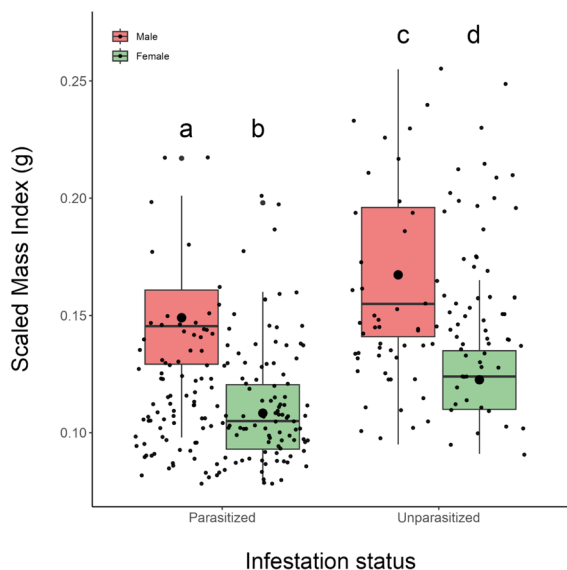 Male
Female
a
b
c
d
0.25
0.20
0.15
0.10
Scaled Mass Index (g)
Parasitized
Unparasitized
Infestation status